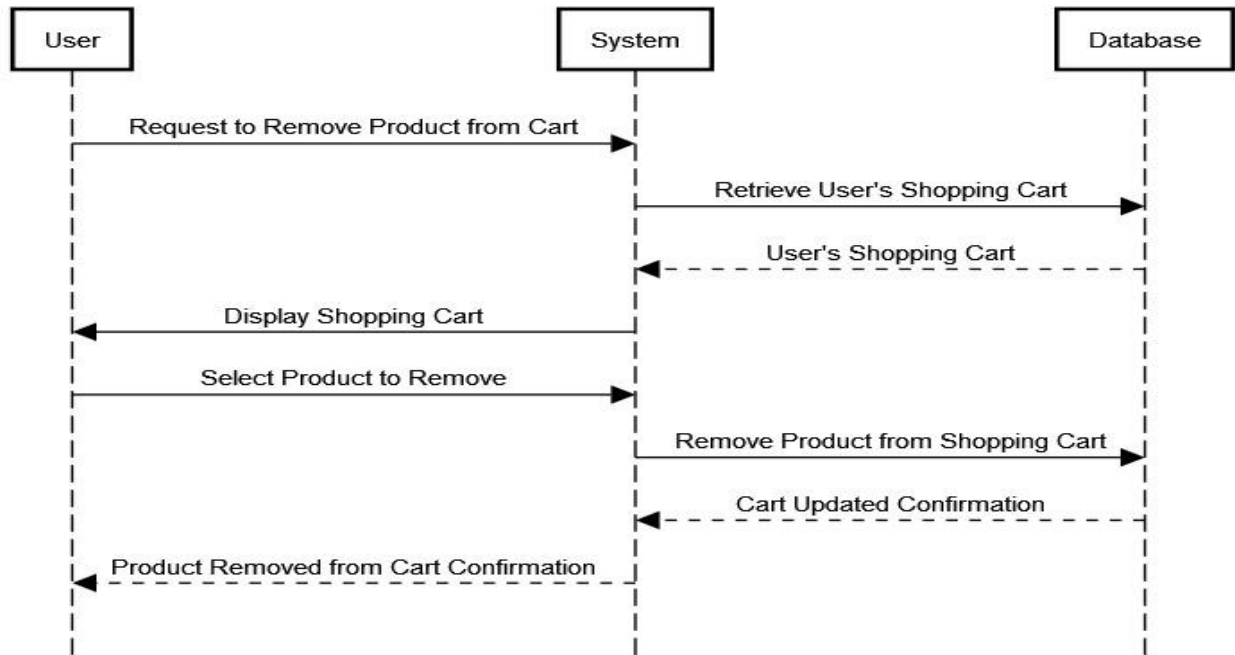 User
System
Database
Request to Remove Product from Cart
Retrieve User's Shopping Cart
User's Shopping Cart
Display Shopping Cart
Select Product to Remove
Remove Product from Shopping Cart
Cart Updated Confirmation
Product Removed from Cart Confirmation